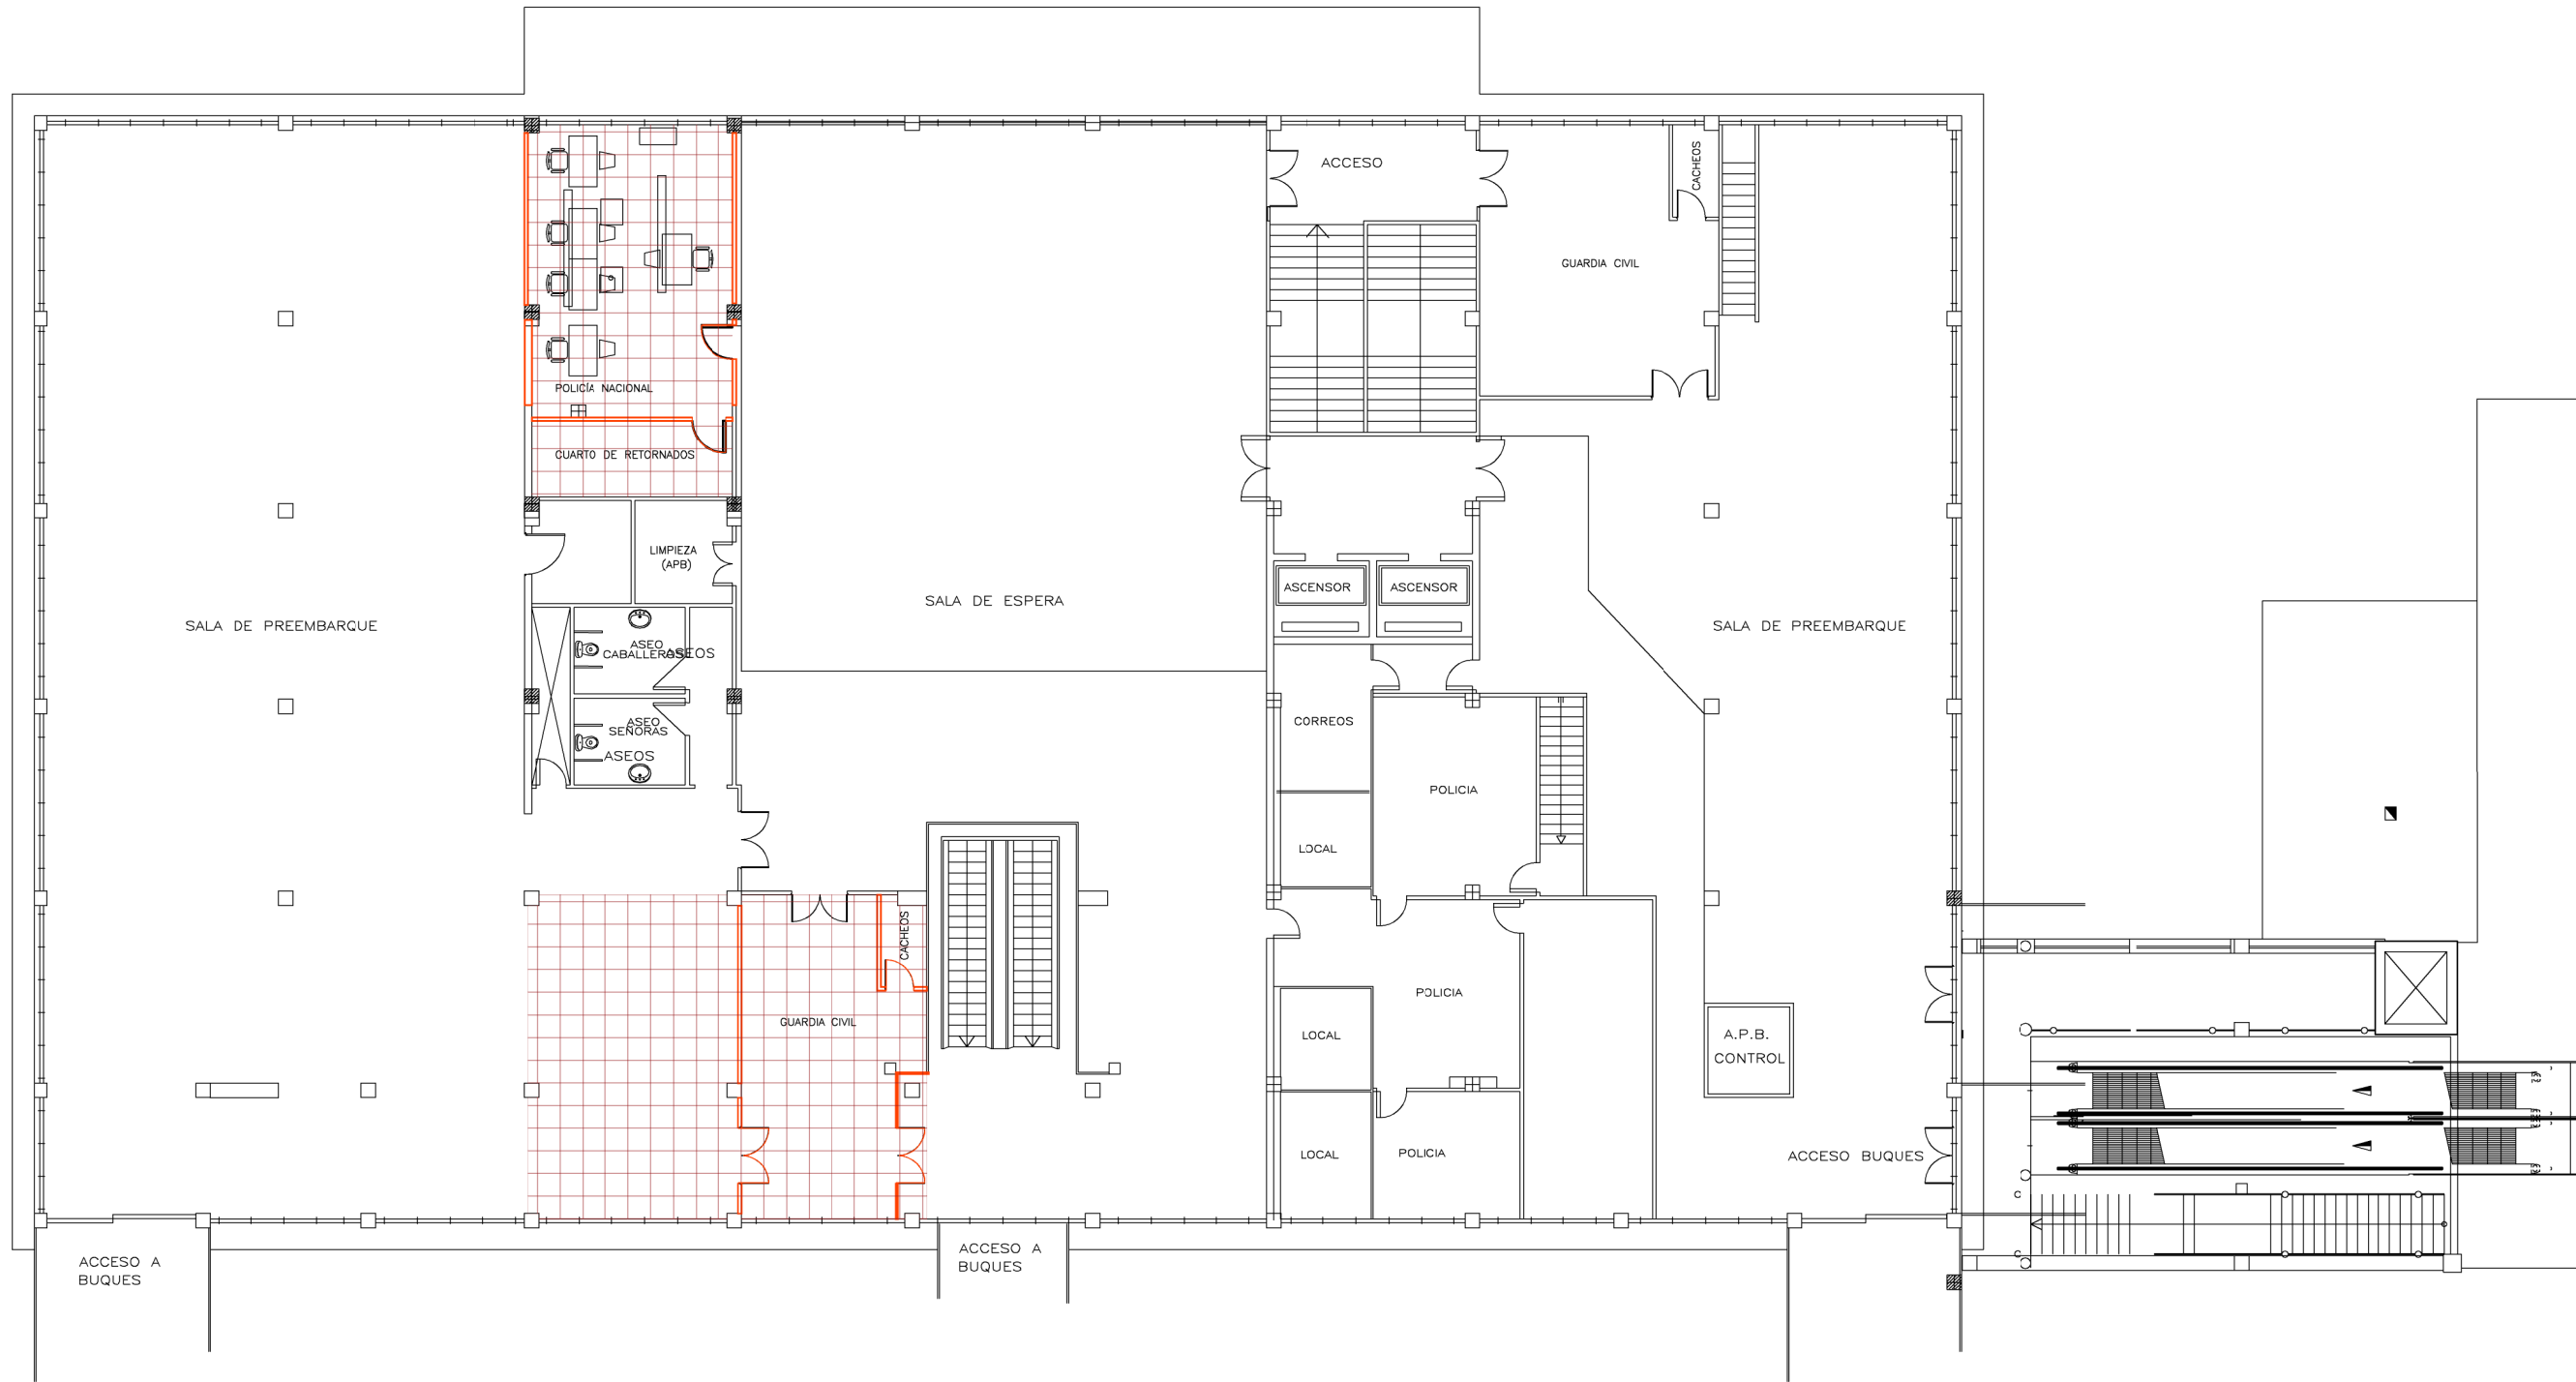 ACCESO
CACHEOS
GUARDIA CIVIL
POLICÍA NACIONAL
CUARTO DE RETORNADOS
LIMPIEZA
(APB)
ASCENSOR
ASCENSOR
SALA DE ESPERA
SALA DE PREEMBARQUE
SALA DE PREEMBARQUE
ASEO
CABALLEROS
ASEOS
ASEO
SEÑORAS
ASEOS
CORREOS
POLICIA
LOCAL
CACHEOS
POLICIA
GUARDIA CIVIL
LOCAL
A.P.B.
CONTROL
LOCAL
POLICIA
ACCESO BUQUES
ACCESO A
BUQUES
ACCESO A
BUQUES
C
C